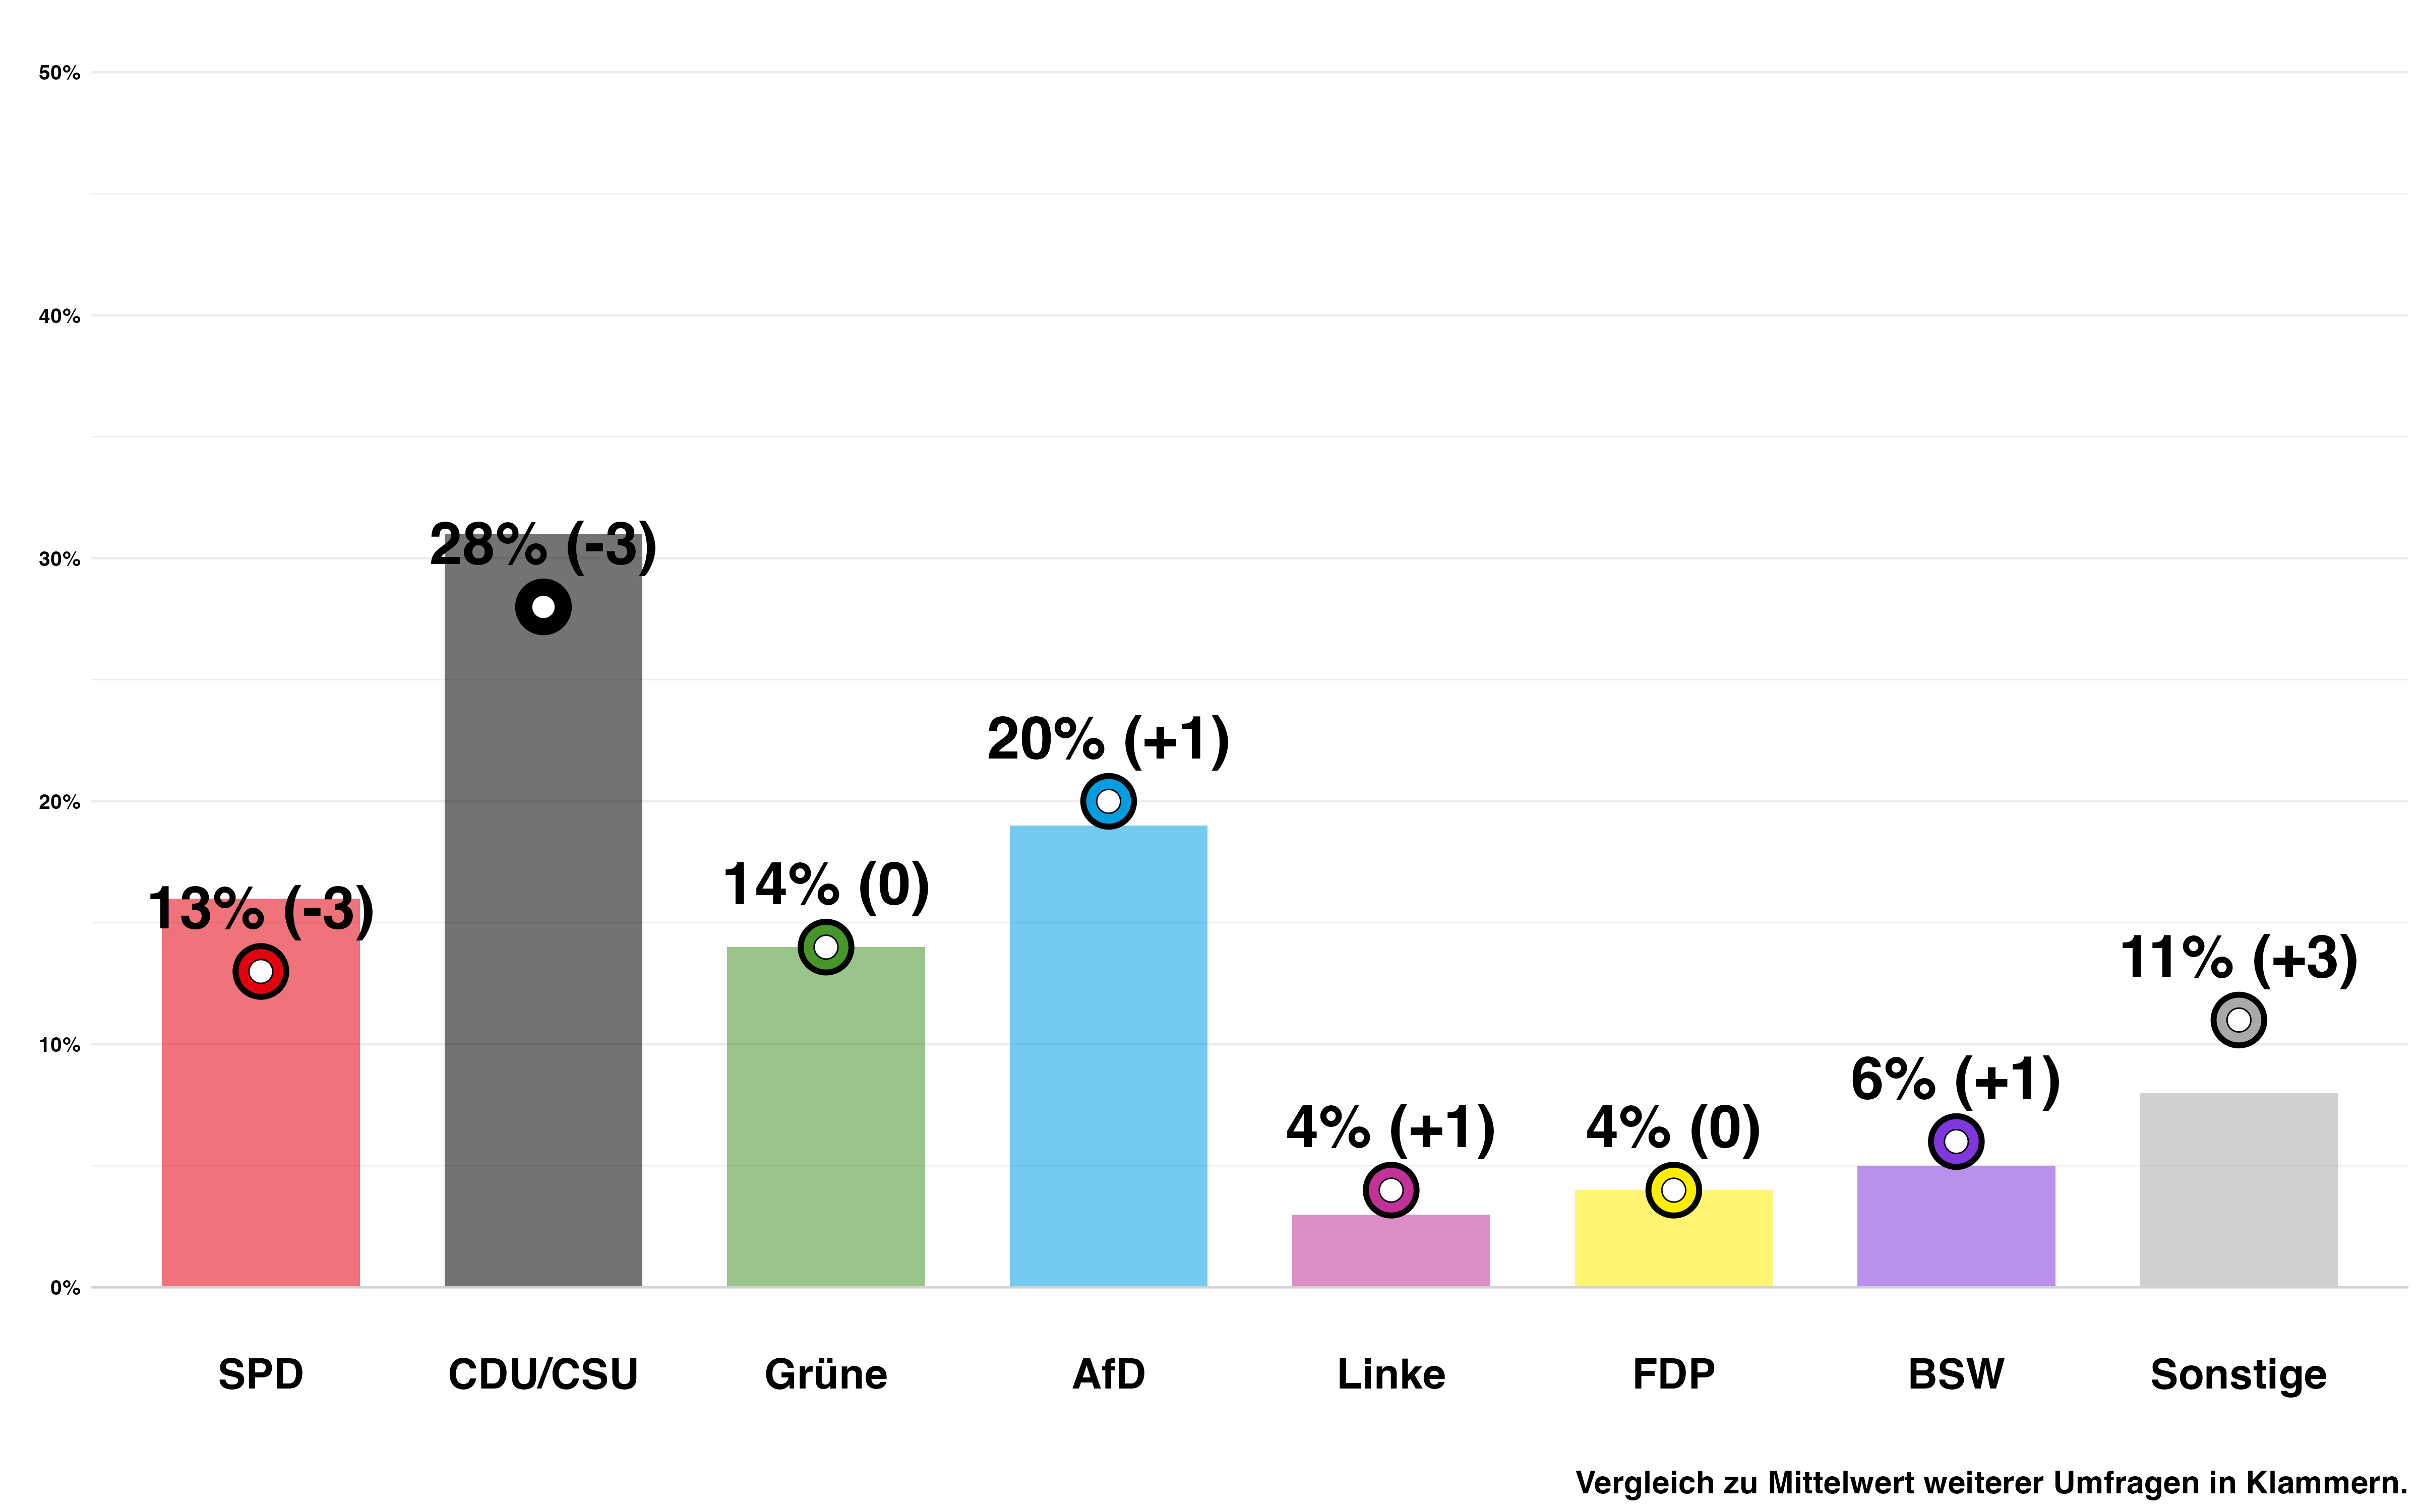 50%
40%
30%
20%
10%
0%
13% (-3)
28% (-3)
14% (0)
20% (+1)
4% (+1)
4% (0)
6% (+1)
11% (+3)
SPD
CDU/CSU
Grüne
AfD
Linke
FDP
BSW
Sonstige
Vergleich zu Mittelwert weiterer Umfragen in Klammern.